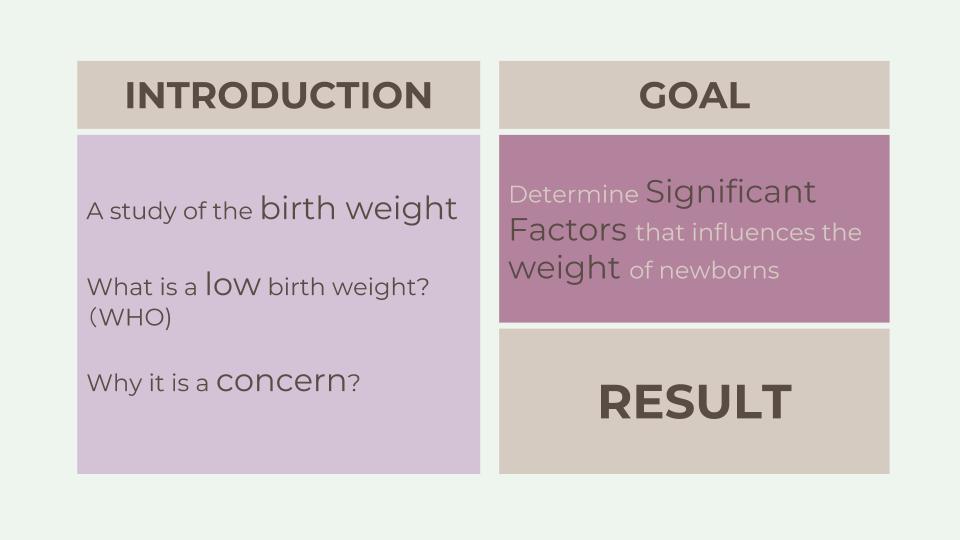 INTRODUCTION
A study of the birth weight
What is a low birth weight?
（WHO)
Why it is a concern?
GOAL
Determine Significant
Factors that influences the
weight of newborns
RESULT